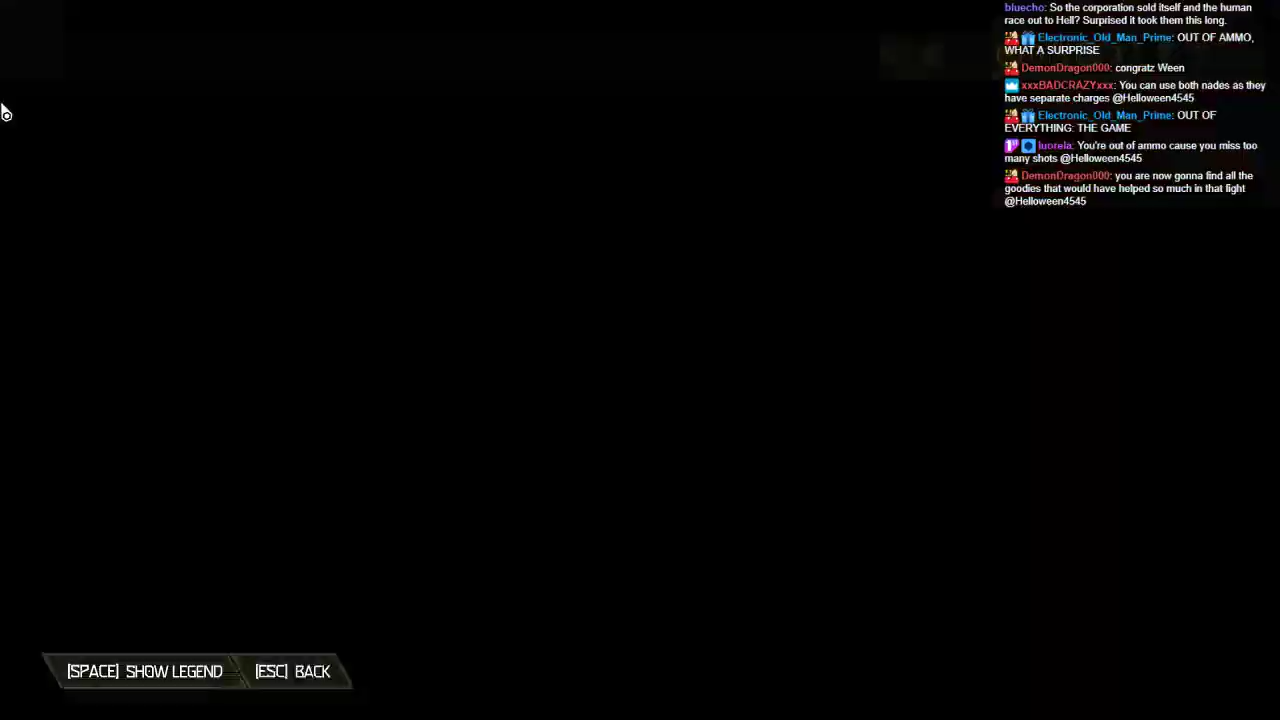 bluecho: So the corporation sold itself and the human
race out to Hell? Surprised it took them this long.
Electronic_Old_Man_Prime: OUT OF AMMO,
WHAT A SURPRISE
DemonDragon000: congratz Ween
xxxBADCRAZYxxx: You can use both nades as they
have separate charges @Helloween4545
Electronic_Old_Man_Prime: OUT OF
EVERYTHING: THE GAME
luorela: You're out of ammo cause you miss too
many shots @Helloween4545
DemonDragon000: you are now gonna find all the
goodies that would have helped so much in that fight
@Helloween4545
[SPACE] SHOW LEGEND [ESC] BACK